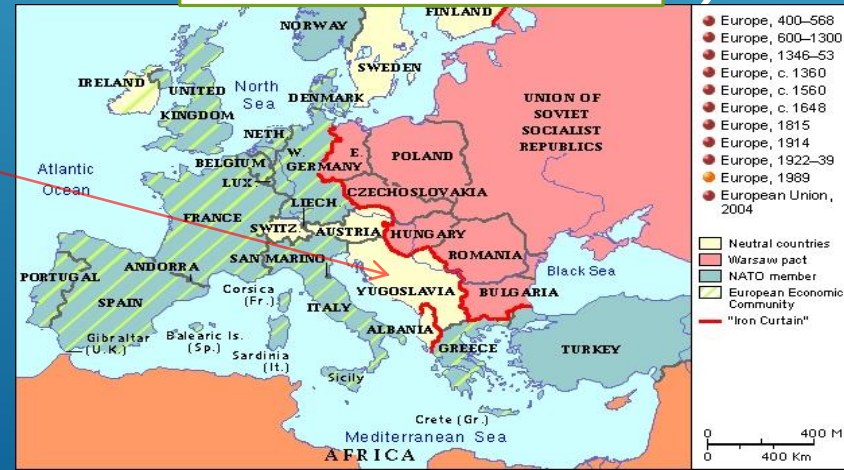 FINLAND
NORWAY
SWEDEN
IRELAND
UNITED
KINGDOM
North
Sea
DENMARK
UNION OF
SOVIET
SOCIALIST
REPUBLICS
NETH.
BELGIUM
LUX.
W.
GERMANY
E.
POLAND
Atlantic
Ocean
CZECHOSLOVAKIA
LIECH.
FRANCE
SWITZ.
AUSTRIA
HUNGARY
ROMANIA
SAN MARINO
ANDORRA
PORTUGAL
SPAIN
Corsica
(Fr.)
ITALY
YUGOSLAVIA
BULGARIA
Black Sea
ALBANIA
GREECE
TURKEY
Gibraltar
(U.K.)
Balearic Is.
(Sp.)
Sardinia
(It.)
Sicily
Crete (Gr.)
Mediterranean Sea
AFRICA
Europe, 400–568
Europe, 600–1300
Europe, 1346–53
Europe, c. 1360
Europe, c. 1560
Europe, c. 1648
Europe, 1815
Europe, 1914
Europe, 1922–39
Europe, 1989
European Union,
2004
Neutral countries
Warsaw pact
NATO member
European Economic
Community
"Iron Curtain"
0 400 M
0 400 Km